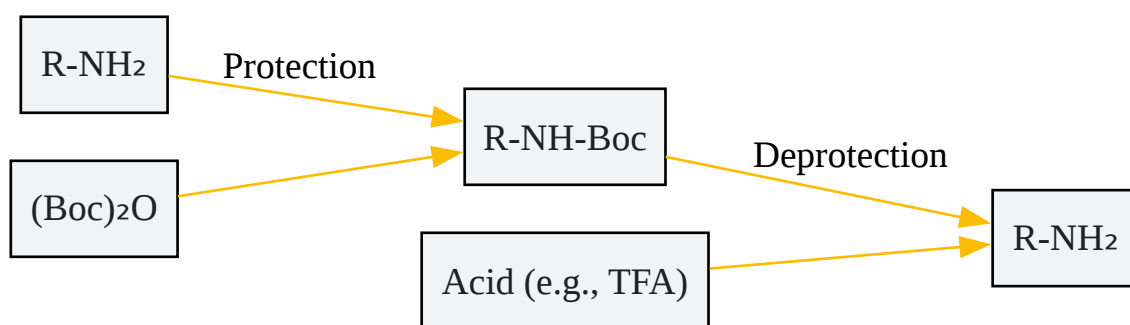 R-NH₂
Protection
(Boc)₂O
R-NH-Boc
Deprotection
Acid (e.g., TFA)
R-NH₂